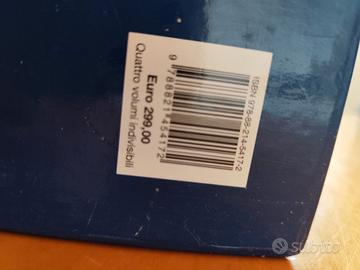 ISBN 978-88-214-5417-2
9 788821 454172
Euro 299,00
Quattro volumi indivisibili
subito